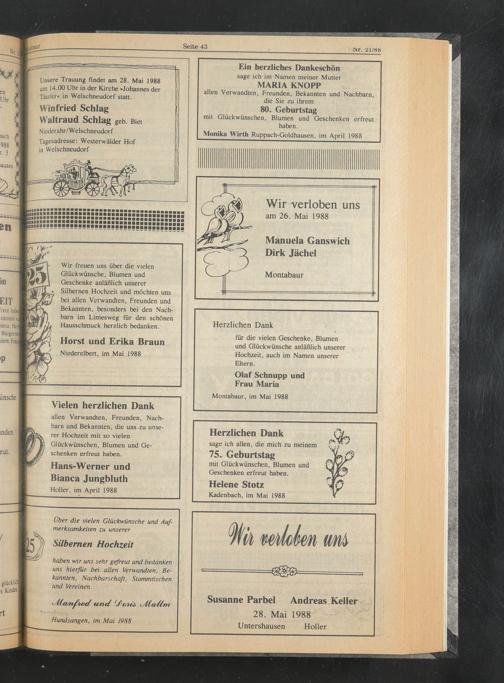 Seite 43
Nr. 21/88
Unsere Trauung findet am 28. Mai 1988
um 14.00 Uhr in der Kirche »Johannes der
Täufer« in Welschneudorf statt.
Winfried Schlag
Waltraud Schlag geb. Biet
Niederahr/Welschneudorf
Tagesadresse: Westerwälder Hof
in Welschneudorf
25
Wir freuen uns über die vielen
Glückwünsche, Blumen und
Geschenke anläßlich unserer
Silbernen Hochzeit und möchten uns
bei allen Verwandten, Freunden und
Bekannten, besonders bei den Nach-
barn im Limesweg für den schönen
Hausschmuck herzlich bedanken.
Horst und Erika Braun
Niederelbert, im Mai 1988
Vielen herzlichen Dank
allen Verwandten, Freunden, Nach-
barn und Bekannten, die uns zu unse-
rer Hochzeit mit so vielen
Glückwünschen, Blumen und Ge-
schenken erfreut haben.
Hans-Werner und
Bianca Jungbluth
Holler, im April 1988
25
Über die vielen Glückwünsche und Auf-
merksamkeiten zu unserer
Silbernen Hochzeit
haben wir uns sehr gefreut und bedanken
uns hierfür bei allen Verwandten, Be-
kannten, Nachbarschaft, Stammtischen
und Vereinen.
Manfred und Doris Mallm
Hundsangen, im Mai 1988
Ein herzliches Dankeschön
sage ich im Namen meiner Mutter
MARIA KNOPP
allen Verwandten, Freunden, Bekannten und Nachbarn,
die Sie zu ihrem
80. Geburtstag
mit Glückwünschen, Blumen und Geschenken erfreut
haben.
Monika Wirth Ruppach-Goldhausen, im April 1988
Wir verloben uns
am 26. Mai 1988
Manuela Ganswich
Dirk Jächel
Montabaur
Herzlichen Dank
für die vielen Geschenke, Blumen
und Glückwünsche anläßlich unserer
Hochzeit, auch im Namen unserer
Eltern.
Olaf Schnupp und
Frau Maria
Montabaur, im Mai 1988
Herzlichen Dank
sage ich allen, die mich zu meinem
75. Geburtstag
mit Glückwünschen, Blumen und
Geschenken erfreut haben.
Helene Stotz
Kadenbach, im Mai 1988
Wir verloben uns
Susanne Parbel Andreas Keller
28. Mai 1988
Untershausen Holler